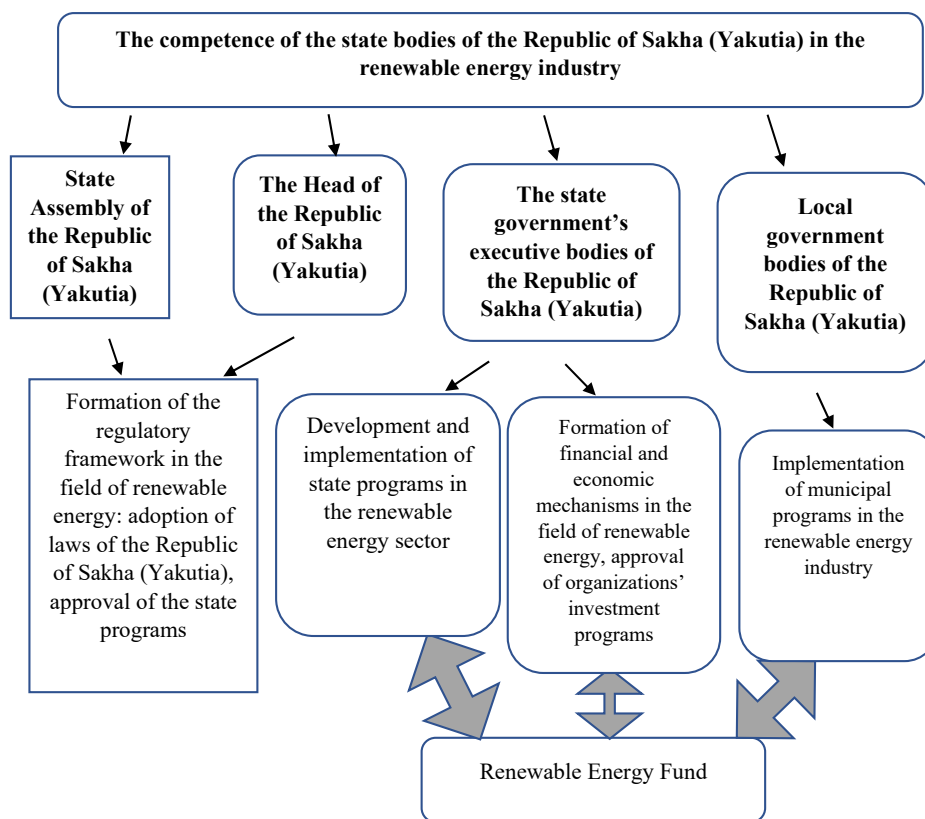 The competence of the state bodies of the Republic of Sakha (Yakutia) in the
renewable energy industry
State
Assembly of
the Republic
of Sakha
(Yakutia)
The Head of
the Republic
of Sakha
(Yakutia)
The state
government’s
executive bodies of
the Republic of
Sakha (Yakutia)
Local
government
bodies of the
Republic of
Sakha (Yakutia)
Formation of the
regulatory
framework in the
field of renewable
energy: adoption of
laws of the Republic
of Sakha (Yakutia),
approval of the state
programs
Development and
implementation of
state programs in
the renewable
energy sector
Formation of
financial and
economic
mechanisms in the
field of renewable
energy, approval
of organizations’
investment
programs
Implementation
of municipal
programs in the
renewable energy
industry
Renewable Energy Fund